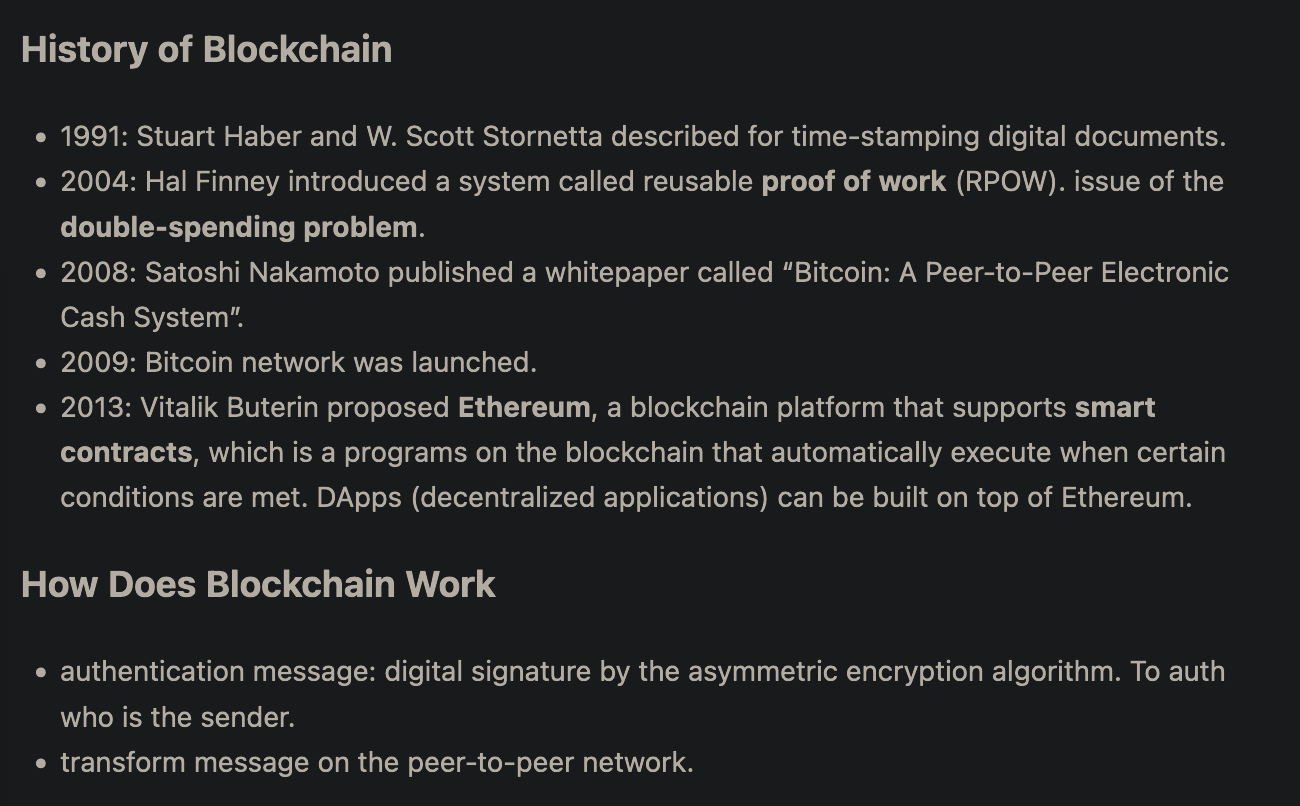 History of Blockchain
• 1991: Stuart Haber and W. Scott Stornetta described for time-stamping digital documents.
• 2004: Hal Finney introduced a system called reusable proof of work (RPOW). issue of the
double-spending problem.
• 2008: Satoshi Nakamoto published a whitepaper called “Bitcoin: A Peer-to-Peer Electronic
Cash System”.
• 2009: Bitcoin network was launched.
• 2013: Vitalik Buterin proposed Ethereum, a blockchain platform that supports smart
contracts, which is a programs on the blockchain that automatically execute when certain
conditions are met. DApps (decentralized applications) can be built on top of Ethereum.
How Does Blockchain Work
• authentication message: digital signature by the asymmetric encryption algorithm. To auth
who is the sender.
• transform message on the peer-to-peer network.